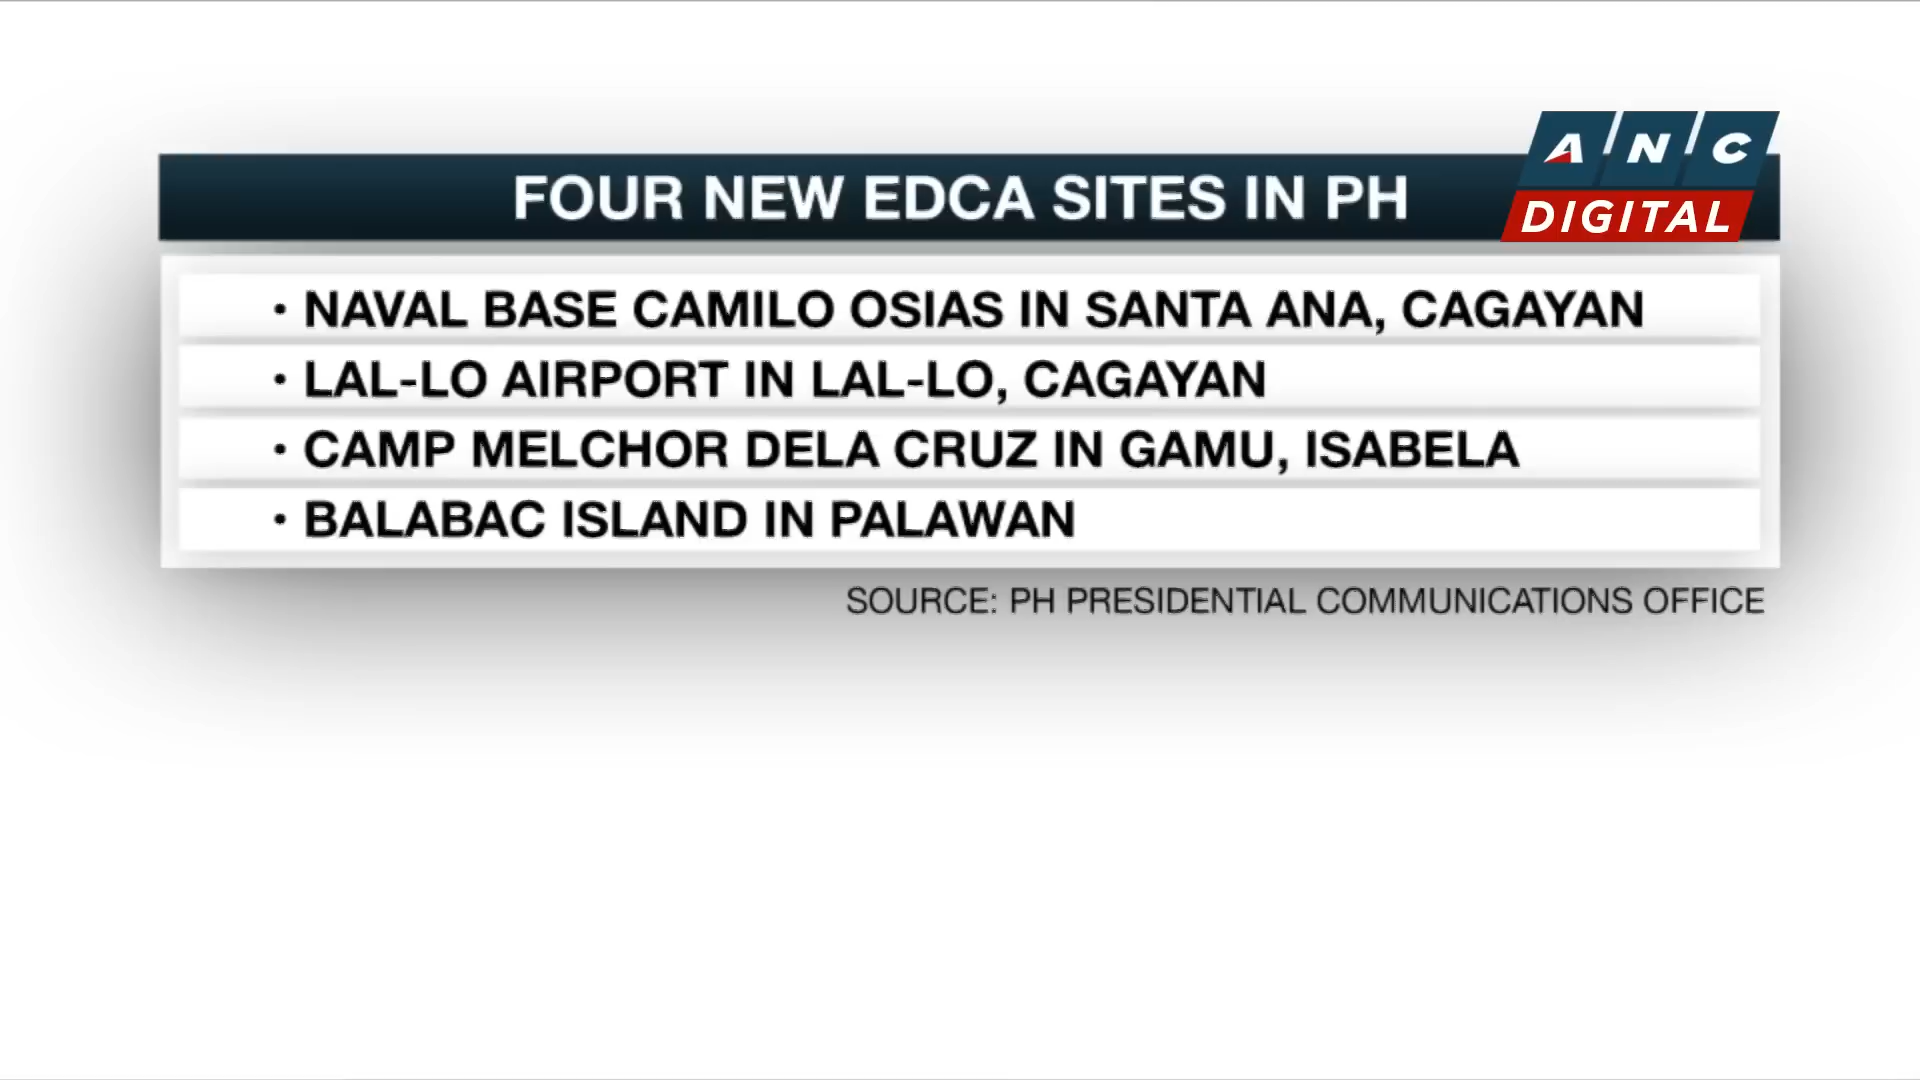 ANC
DIGITAL
FOUR NEW EDCA SITES IN PH
• NAVAL BASE CAMILO OSIAS IN SANTA ANA, CAGAYAN
• LAL-LO AIRPORT IN LAL-LO, CAGAYAN
• CAMP MELCHOR DELA CRUZ IN GAMU, ISABELA
• BALABAC ISLAND IN PALAWAN
SOURCE: PH PRESIDENTIAL COMMUNICATIONS OFFICE